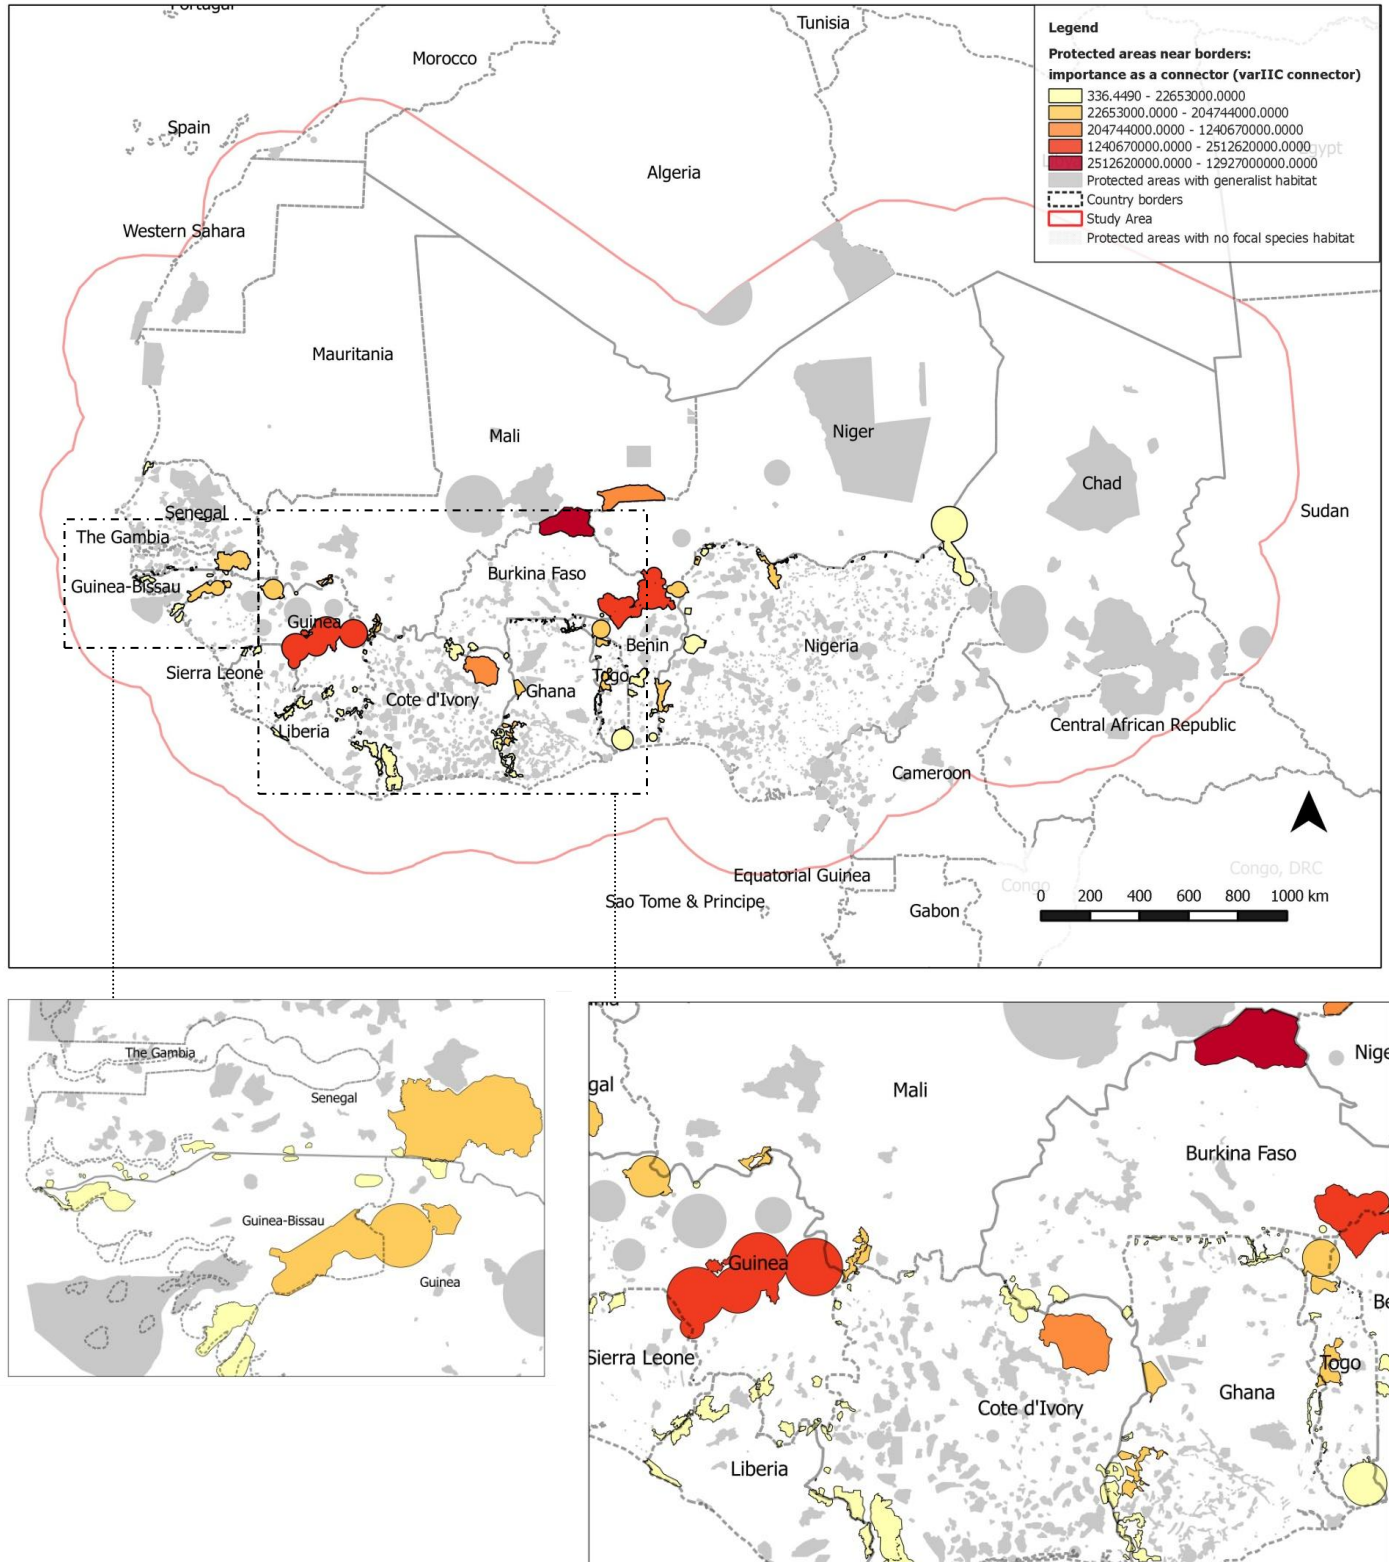 Portugal
Tunisia
Morocco
Spain
Algeria
Western Sahara
Legend
Protected areas near borders:
importance as a connector (varIIC connector)
336.4490 - 22653000.0000
22653000.0000 - 204744000.0000
204744000.0000 - 1240670000.0000
1240670000.0000 - 2512620000.0000
2512620000.0000 - 12927000000.0000
Protected areas with generalist habitat
Country borders
Study Area
Protected areas with no focal species habitat
Mauritania
Mali
Niger
Chad
Sudan
Senegal
The Gambia
Guinea-Bissau
Burkina Faso
Guinea
Benin
Nigeria
Sierra Leone
Togo
Cote d'Ivory
Ghana
Liberia
Central African Republic
Cameroon
Equatorial Guinea
Congo
Congo, DRC
Sao Tome & Principe
Gabon
0 200 400 600 800 1000 km
The Gambia
Senegal
Guinea-Bissau
Guinea
gal
Mali
Nige
Burkina Faso
Guinea
Be
Sierra Leone
Togo
Ghana
Cote d'Ivory
Liberia